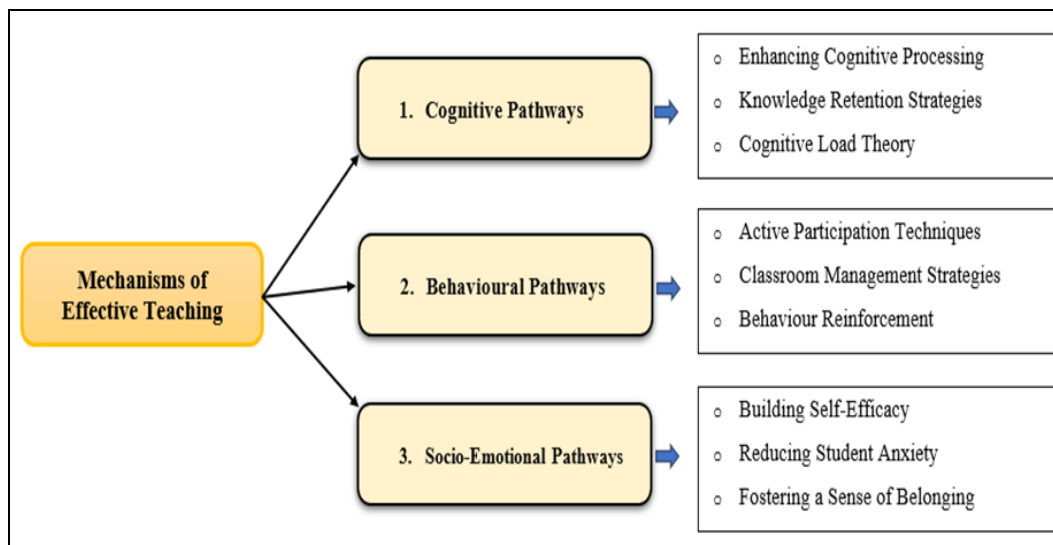 Mechanisms of
Effective Teaching
1. Cognitive Pathways
o Enhancing Cognitive Processing
o Knowledge Retention Strategies
o Cognitive Load Theory
2. Behavioural Pathways
o Active Participation Techniques
o Classroom Management Strategies
o Behaviour Reinforcement
3. Socio-Emotional Pathways
o Building Self-Efficacy
o Reducing Student Anxiety
o Fostering a Sense of Belonging